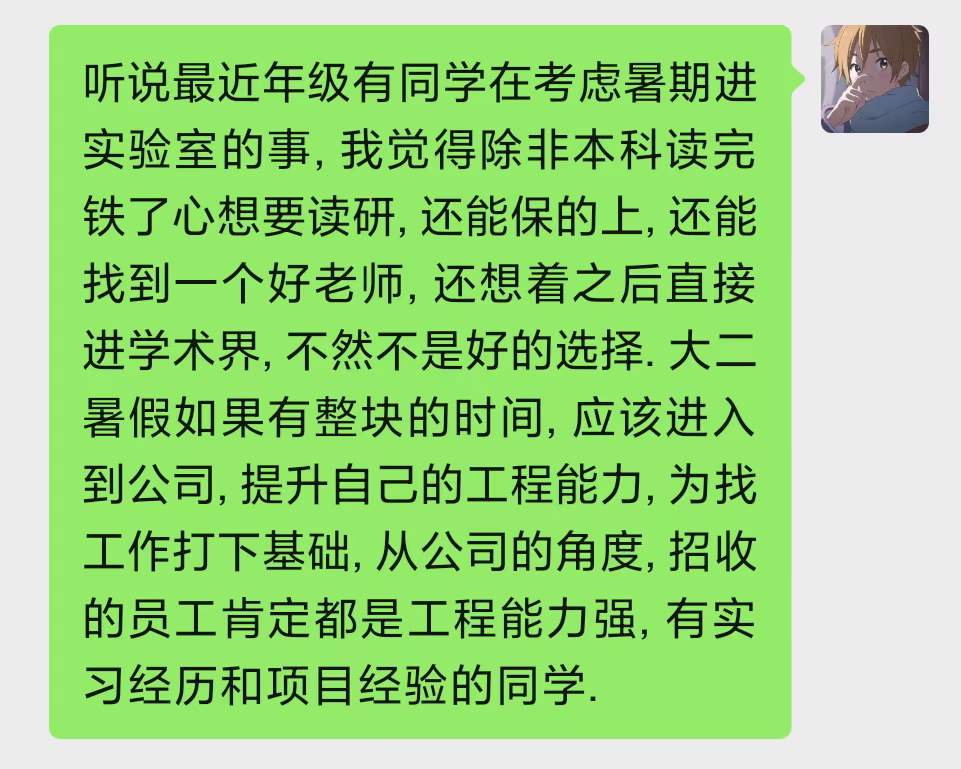 听说最近年级有同学在考虑暑期进
实验室的事, 我觉得除非本科读完
铁了心想要读研, 还能保的上, 还能
找到一个好老师, 还想着之后直接
进学术界, 不然不是好的选择. 大二
暑假如果有整块的时间, 应该进入
到公司, 提升自己的工程能力, 为找
工作打下基础, 从公司的角度, 招收
的员工肯定都是工程能力强, 有实
习经历和项目经验的同学.